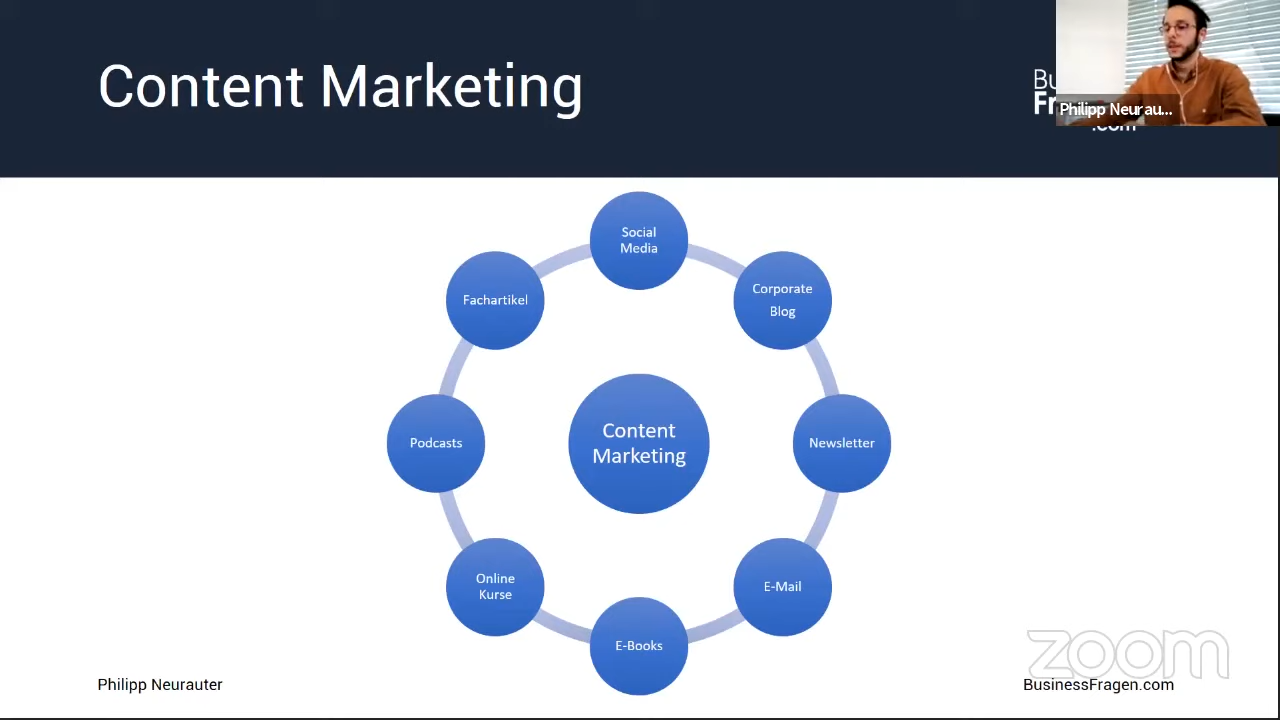 Content Marketing
Philipp Neurau...
.com
Social
Media
Corporate
Blog
Newsletter
E-Mail
E-Books
Online
Kurse
Podcasts
Fachartikel
Content
Marketing
Philipp Neurauter
BusinessFragen.com
zoom